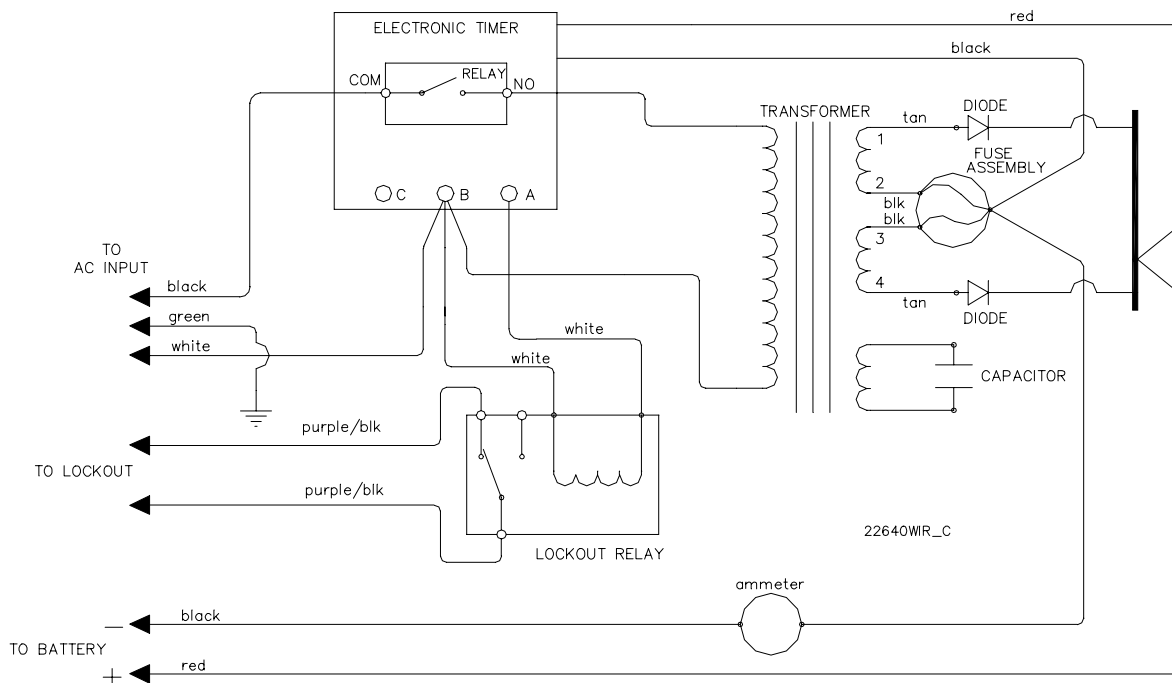 red
ELECTRONIC TIMER
black
COM
RELAY
NO
TRANSFORMER
DIODE
tan
1
FUSE
ASSEMBLY
2
blk
C
B
A
blk
3
TO
AC INPUT
black
4
tan
DIODE
green
white
white
white
CAPACITOR
purple/blk
TO LOCKOUT
purple/blk
22640WIR_C
LOCKOUT RELAY
ammeter
black
−
TO BATTERY
red
+